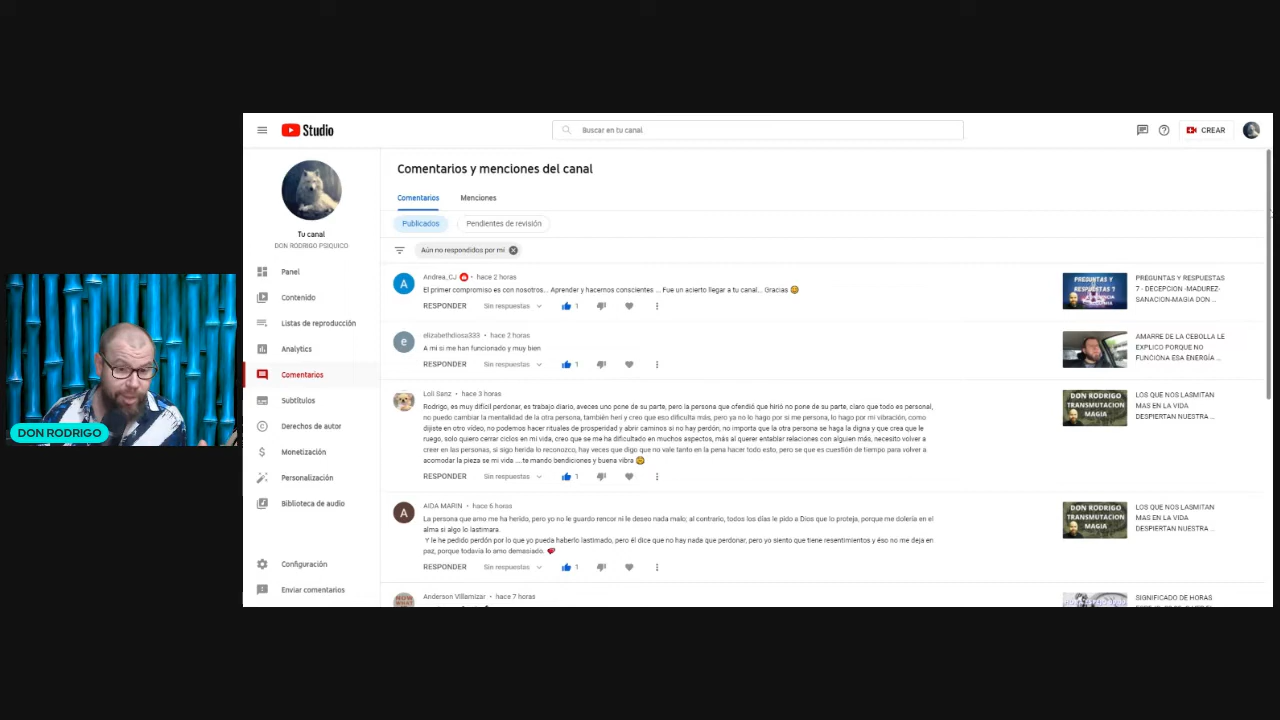 Studio
Buscar en tu canal
CREAR
Tu canal
DON RODRIGO PSIQUICO
Panel
Contenido
Listas de reproducción
Analytics
Comentarios
Subtítulos
Derechos de autor
Monetización
Personalización
Biblioteca de audio
Configuración
Enviar comentarios
DON RODRIGO
Comentarios y menciones del canal
Comentarios Menciones
Publicados Pendientes de revisión
Aún no respondidos por mí
Andrea_CJ • hace 2 horas
El primer compromiso es con nosotros... Aprender y hacernos conscientes ... Fue un acierto llegar a tu canal... Gracias 😅
RESPONDER Sin respuestas 1
PREGUNTAS Y RESPUESTAS 7
PREGUNTAS Y RESPUESTAS
7 - DECEPCION -MADUREZ-
SANACION-MAGIA DON ...
elizabethdiosa333 • hace 2 horas
A mi si me han funcionado y muy bien
RESPONDER Sin respuestas 1
AMARRE DE LA CEBOLLA LE
EXPLICO PORQUE NO
FUNCIONA ESA ENERGÍA ...
Loli Sanz • hace 3 horas
Rodrigo, es muy difícil perdonar, es trabajo diario, aveces uno pone de su parte, pero la persona que ofendió que hirió no pone de su parte, claro que todo es personal,
no puedo cambiar la mentalidad de la otra persona, también herí y creo que eso dificulta más, pero ya no lo hago por si me persona, lo hago por mi vibración, como
dijiste en otro vídeo, no podemos hacer rituales de prosperidad y abrir caminos si no hay perdón, no importa que la otra persona se haga la digna y que crea que le
ruego, solo quiero cerrar ciclos en mi vida, creo que se me ha dificultado en muchos aspectos, más al querer entablar relaciones con alguien más, necesito volver a
creer en las personas, si sigo herida lo reconozco, hay veces que digo que no vale tanto en la pena hacer todo esto, pero se que es cuestión de tiempo para volver a
acomodar la pieza se mi vida.....te mando bendiciones y buena vibra
RESPONDER Sin respuestas 1
DON RODRIGO
TRANSMUTACION
MAGIA
LOS QUE NOS LASMITAN
MAS EN LA VIDA
DESPIERTAN NUESTRA ...
AIDA MARIN • hace 6 horas
La persona que amo me ha herido, pero yo no le guardo rencor ni le deseo nada malo; al contrario, todos los días le pido a Dios que lo proteja, porque me dolería en el
alma si algo lo lastimara.
Y le he pedido perdón por lo que yo pueda haberlo lastimado, pero él dice que no hay nada que perdonar, pero yo siento que tiene resentimientos y éso no me deja en
paz, porque todavía lo amo demasiado. 💘
RESPONDER Sin respuestas 1
DON RODRIGO
TRANSMUTACION
MAGIA
LOS QUE NOS LASMITAN
MAS EN LA VIDA
DESPIERTAN NUESTRA ...
Anderson Villamizar • hace 7 horas
SIGNIFICADO DE HORAS